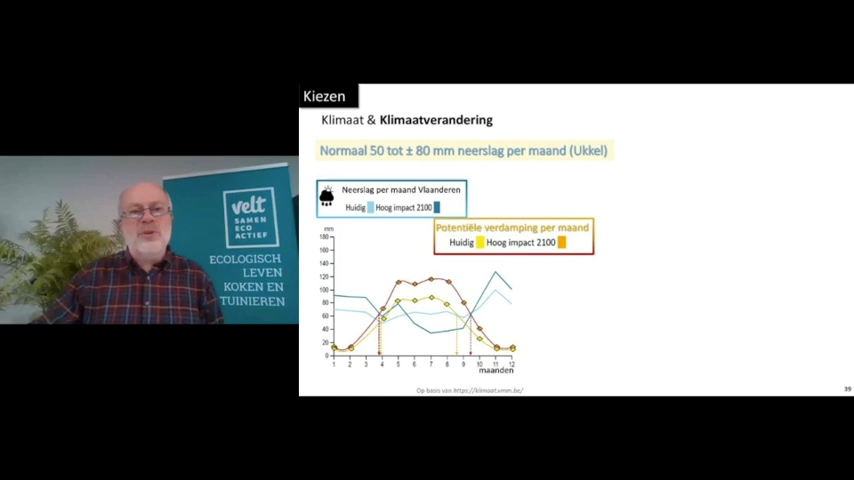 velt
SAMEN
ECO
ACTIEF
ECOLOGISCH
LEVEN
KOKEN EN
TUINIEREN
Kiezen
Klimaat & Klimaatverandering
Normaal 50 tot ± 80 mm neerslag per maand (Ukkel)
Neerslag per maand Vlaanderen
Huidig Hoog impact 2100
Potentiële verdamping per maand
Huidig Hoog impact 2100
mm
180
160
140
120
100
80
60
40
20
0
1 2 3 4 5 6 7 8 9 10 11 12
maanden
Op basis van https://klimaat.vmm.be/
39